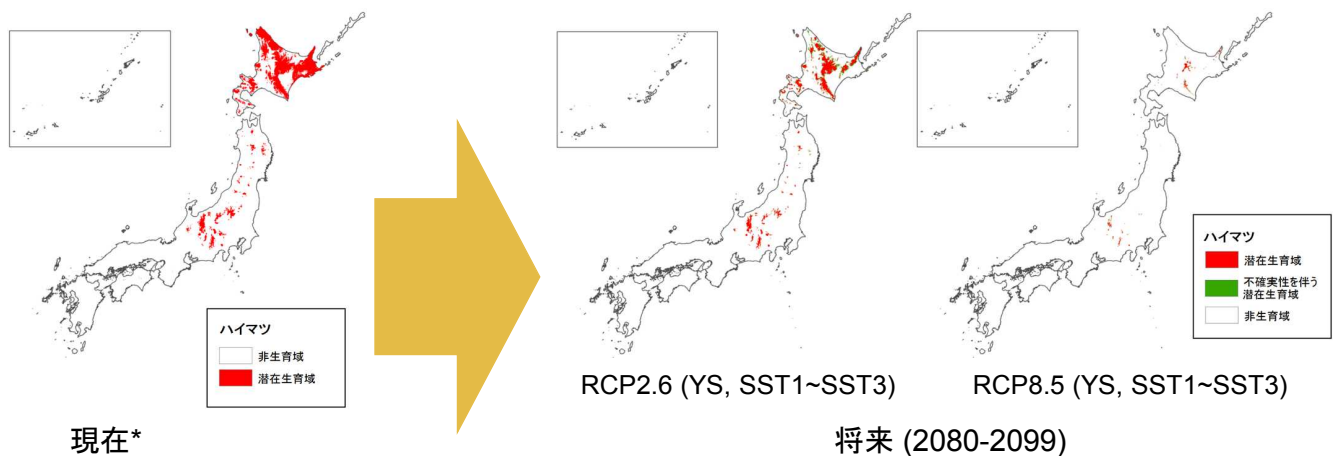 ハイマツ
非生育域
潜在生育域
現在*
ハイマツ
潜在生育域
不確実性を伴う
潜在生育域
非生育域
RCP2.6 (YS, SST1~SST3)
RCP8.5 (YS, SST1~SST3)
将来 (2080-2099)